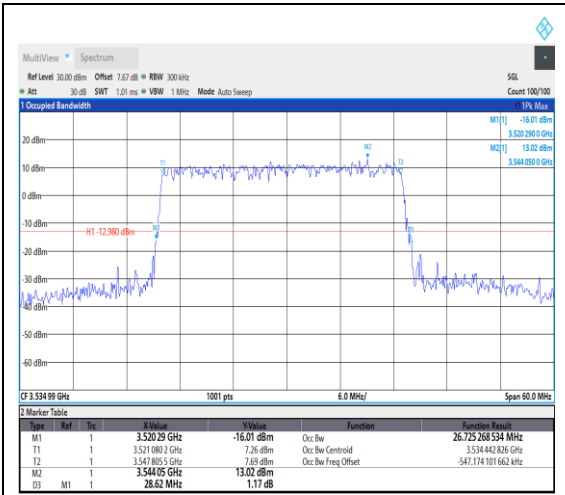 MultiView Spectrum
Ref Level 30.00 dBm Offset 7.67 dB RBW 300 kHz SGL
Att 30 dB SWT 1.01 ms VBW 1 MHz Mode Auto Sweep Count 100/100
1 Occupied Bandwidth 1Pk Max
M1[1] -16.01 dBm
3.520 290 0 GHz
M2[1] 13.02 dBm
3.544 050 0 GHz
M2
20 dBm
T1 T2
10 dBm
0 dBm
-10 dBm
H1 -12.980 dBm
-20 dBm
-30 dBm
-40 dBm
-50 dBm
-60 dBm
CF 3.534 99 GHz 1001 pts 6.0 MHz/ Span 60.0 MHz
2 Marker Table
Type Ref Trc X-Value Y-Value Function Function Result
M1 1 3.520 29 GHz -16.01 dBm Occ Bw 26.725 268 534 MHz
T1 1 3.521 080 2 GHz 7.26 dBm Occ Bw Centroid 3.534 442 826 GHz
T2 1 3.547 805 5 GHz 7.69 dBm Occ Bw Freq Offset -547.174 101 662 kHz
M2 1 3.544 05 GHz 13.02 dBm
D3 M1 1 28.62 MHz 1.17 dB